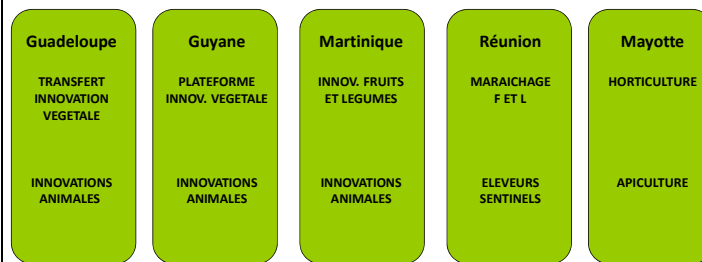 Guadeloupe
TRANSFERT
INNOVATION
VEGETALE
INNOVATIONS
ANIMALES
Guyane
PLATEFORME
INNOV. VEGETALE
INNOVATIONS
ANIMALES
Martinique
INNOV. FRUITS
ET LEGUMES
INNOVATIONS
ANIMALES
Réunion
MARAICHAGE
F ET L
ELEVEURS
SENTINELS
Mayotte
HORTICULTURE
APICULTURE